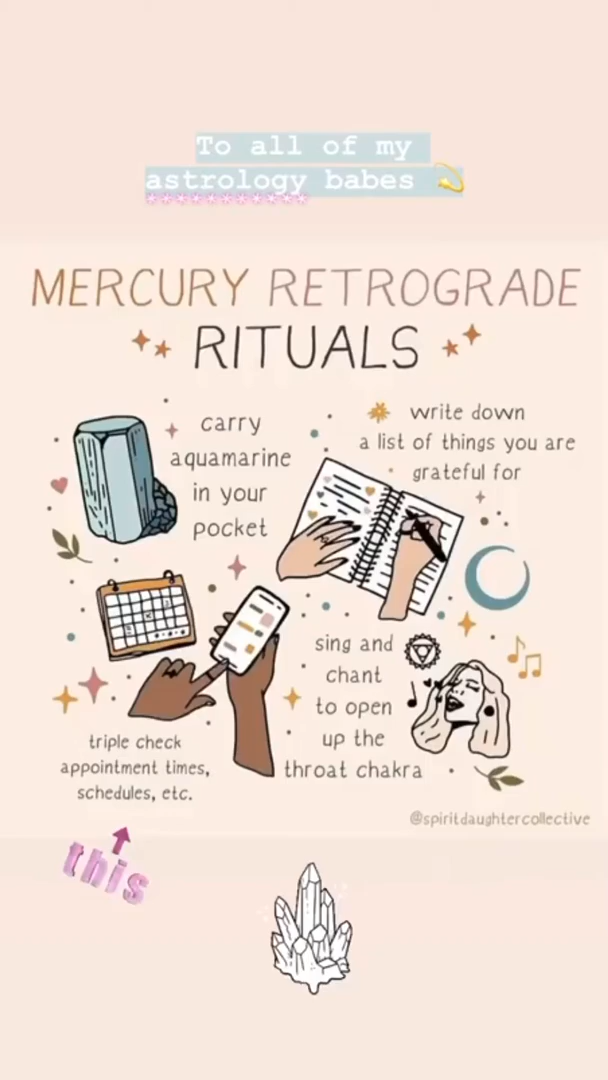 To all of my
astrology babes 💫
***********
MERCURY RETROGRADE
RITUALS
carry
aquamarine
in your
pocket
write down
a list of things you are
grateful for
triple check
appointment times,
schedules, etc.
sing and
chant
to open
up the
throat chakra
@spiritdaughtercollective
this